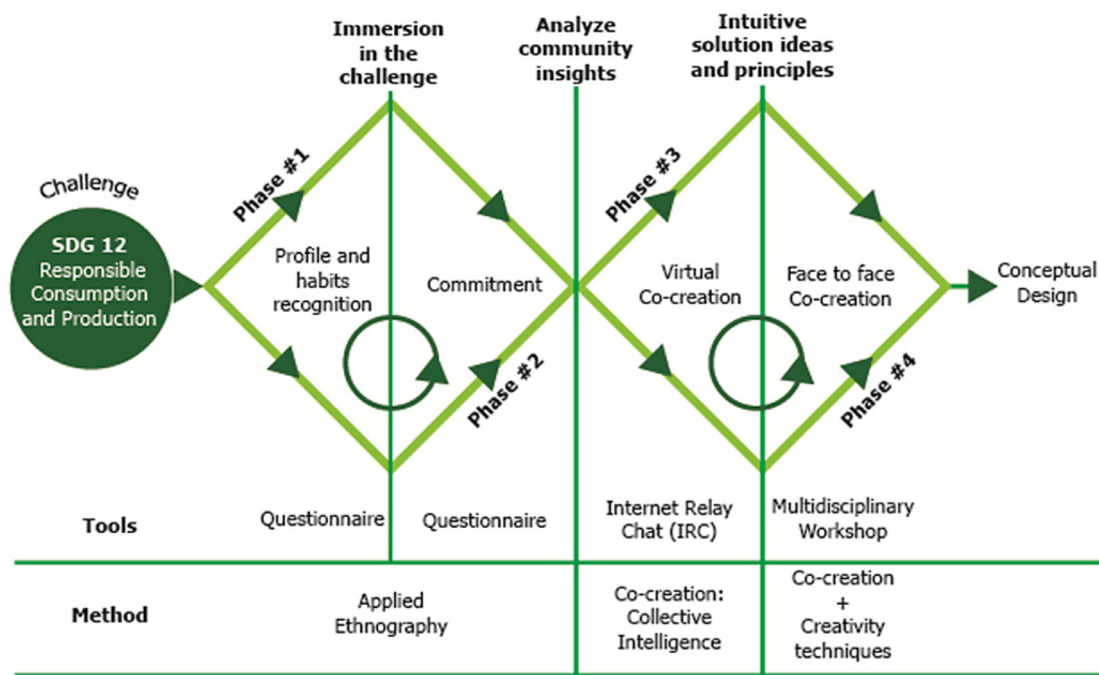 Immersion
in the
challenge
Analyze
community
insights
Intuitive
solution ideas
and principles
Challenge
SDG 12
Responsible
Consumption
and Production
Phase #1
Profile and
habits
recognition
Commitment
Phase #2
Phase #3
Virtual
Co-creation
Face to face
Co-creation
Phase #4
Conceptual
Design
Tools
Questionnaire
Questionnaire
Internet Relay
Chat (IRC)
Multidisciplinary
Workshop
Method
Applied
Ethnography
Co-creation:
Collective
Intelligence
Co-creation
+
Creativity
techniques